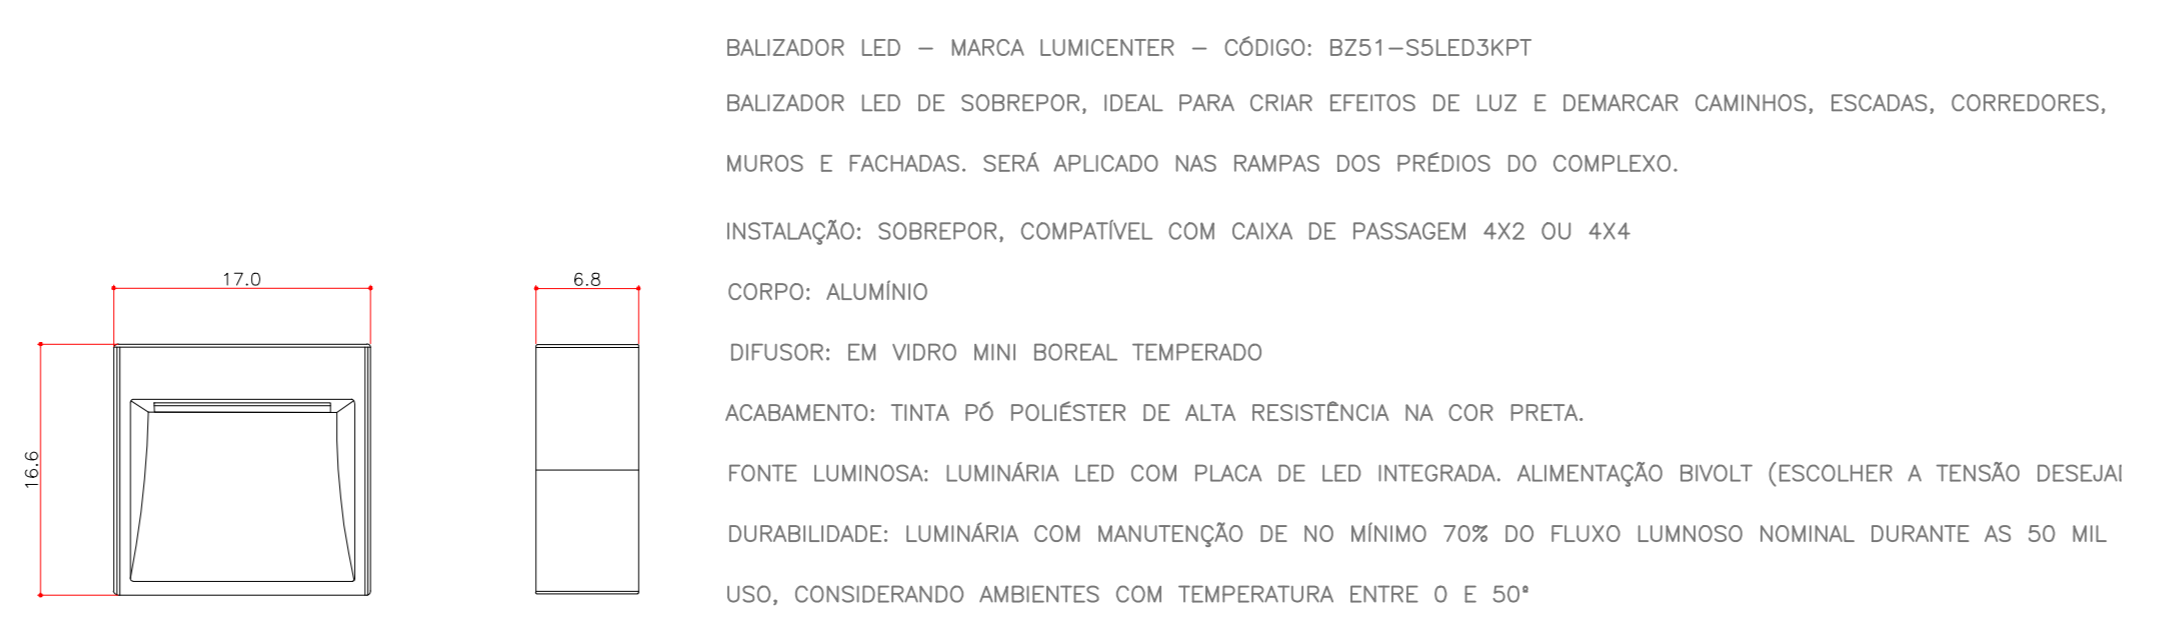 BALIZADOR LED – MARCA LUMICENTER – CÓDIGO: BZ51–S5LED3KPT
BALIZADOR LED DE SOBREPOR, IDEAL PARA CRIAR EFEITOS DE LUZ E DEMARCAR CAMINHOS, ESCADAS, CORREDORES,
MUROS E FACHADAS. SERÁ APLICADO NAS RAMPAS DOS PRÉDIOS DO COMPLEXO.
INSTALAÇÃO: SOBREPOR, COMPATÍVEL COM CAIXA DE PASSAGEM 4X2 OU 4X4
17.0
6.8
CORPO: ALUMÍNIO
DIFUSOR: EM VIDRO MINI BOREAL TEMPERADO
ACABAMENTO: TINTA PÓ POLIÉSTER DE ALTA RESISTÊNCIA NA COR PRETA.
16.6
FONTE LUMINOSA: LUMINÁRIA LED COM PLACA DE LED INTEGRADA. ALIMENTAÇÃO BIVOLT (ESCOLHER A TENSÃO
DURABILIDADE: LUMINÁRIA COM MANUTENÇÃO DE NO MÍNIMO 70% DO FLUXO LUMNOSO NOMINAL DURANTE AS 50 MIL
USO, CONSIDERANDO AMBIENTES COM TEMPERATURA ENTRE 0 E 50°